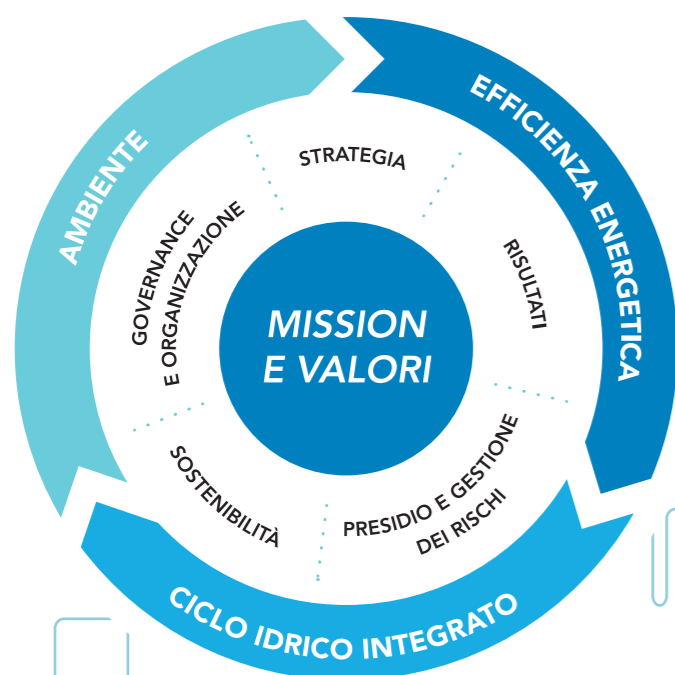 AMBIENTE
EFFICIENZA ENERGETICA
CICLO IDRICO INTEGRATO
STRATEGIA
RISULTATI
PRESIDIO E GESTIONE
DEI RISCHI
SOSTENIBILITÀ
GOVERNANCE
E ORGANIZZAZIONE
MISSION
E VALORI